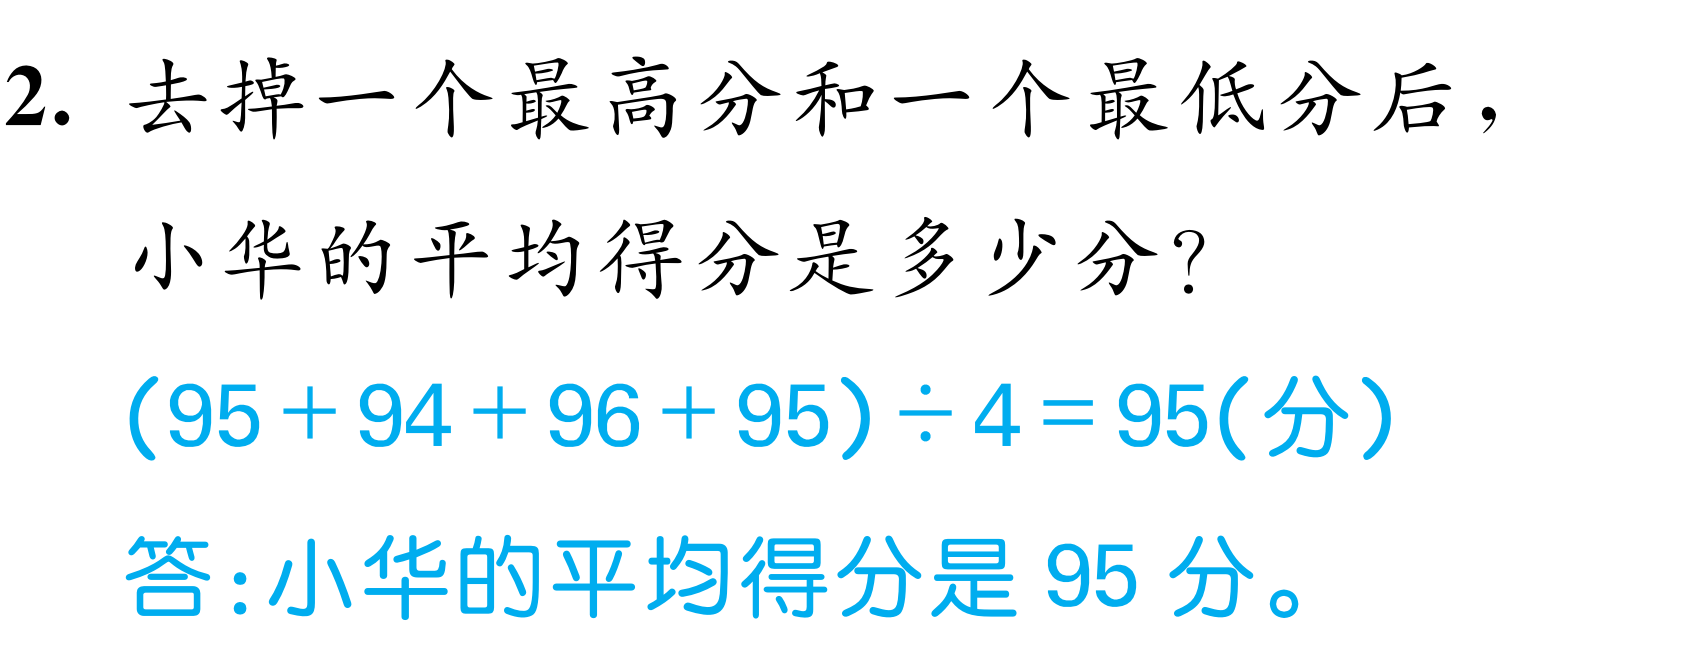 2. 去掉一个最高分和一个最低分后，
小华的平均得分是多少分？
(95＋94＋96＋95)÷4＝95(分)
答:小华的平均得分是 95 分。